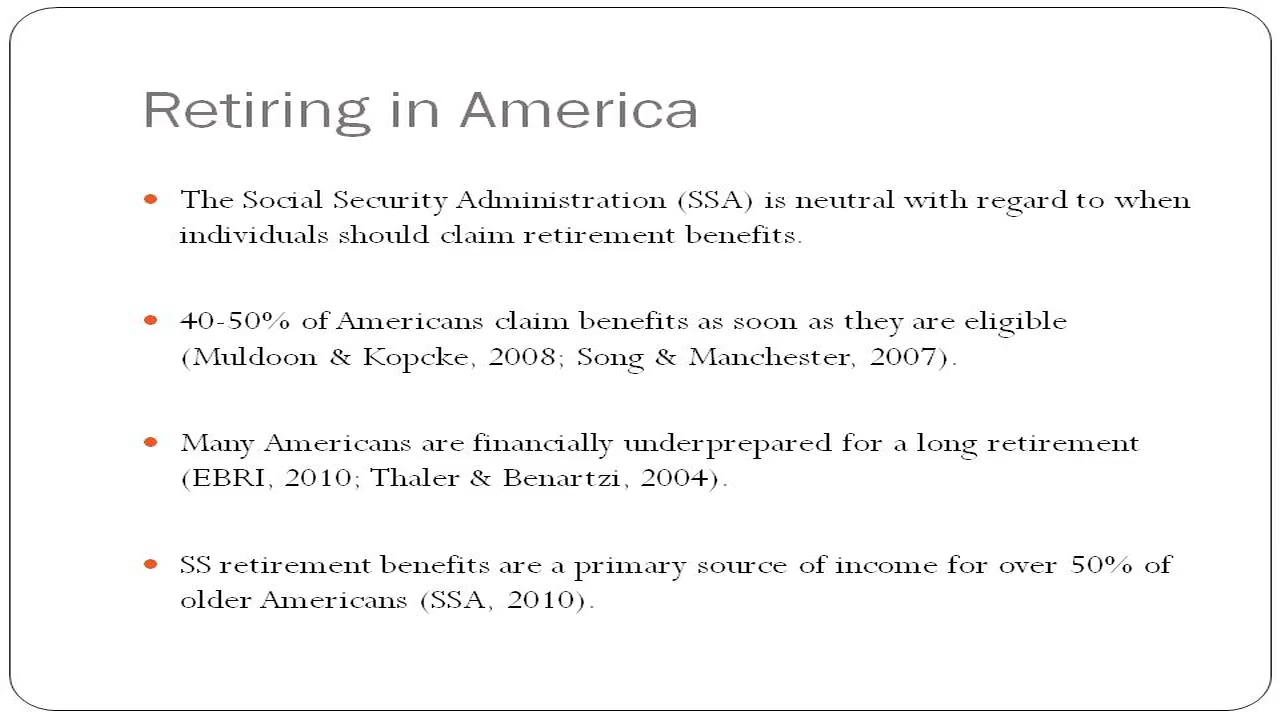 Retiring in America
The Social Security Administration (SSA) is neutral with regard to when
individuals should claim retirement benefits.
40-50% of Americans claim benefits as soon as they are eligible
(Muldoon & Kopcke, 2008; Song & Manchester, 2007).
Many Americans are financially underprepared for a long retirement
(EBRI, 2010; Thaler & Benartzi, 2004).
SS retirement benefits are a primary source of income for over 50% of
older Americans (SSA, 2010).